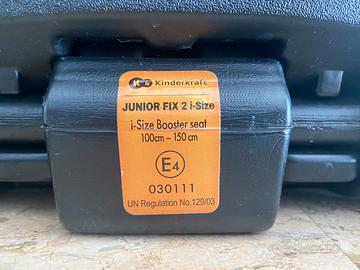 Kinderkraft
JUNIOR FIX 2 i-Size
i-Size Booster seat
100cm – 150 cm
E4
030111
UN Regulation No.129/03